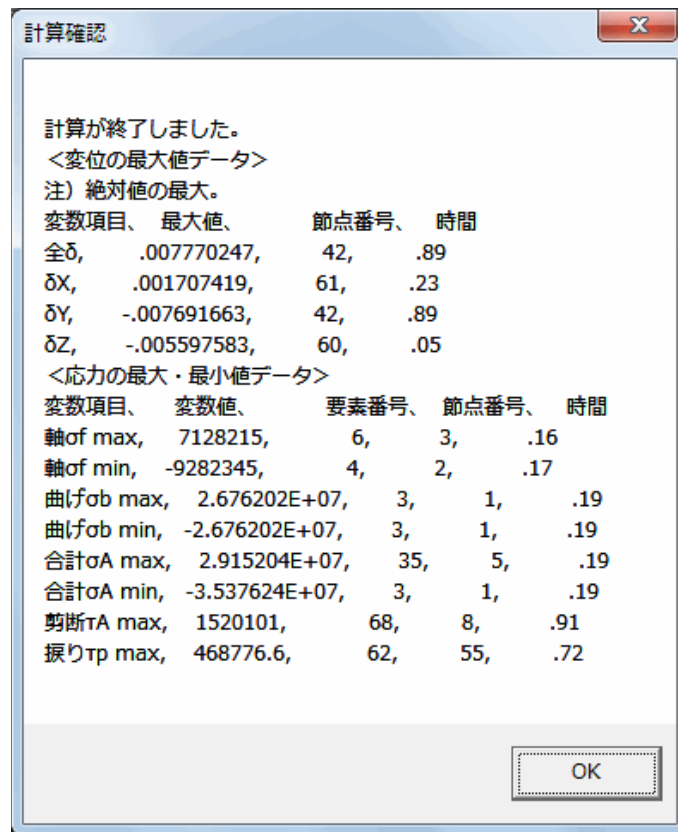 計算確認
計算が終了しました。
＜変位の最大値データ＞
注）絶対値の最大。
変数項目、 最大値、 節点番号、 時間
全δ, .007770247, 42, .89
δX, .001707419, 61, .23
δY, -.007691663, 42, .89
δZ, -.005597583, 60, .05
＜応力の最大・最小値データ＞
変数項目、 変数値、 要素番号、 節点番号、 時間
軸σf max, 7128215, 6, 3, .16
軸σf min, -9282345, 4, 2, .17
曲げσb max, 2.676202E+07, 3, 1, .19
曲げσb min, -2.676202E+07, 3, 1, .19
合計σA max, 2.915204E+07, 35, 5, .19
合計σA min, -3.537624E+07, 3, 1, .19
剪断τA max, 1520101, 68, 8, .91
捩りτp max, 468776.6, 62, 55, .72
OK